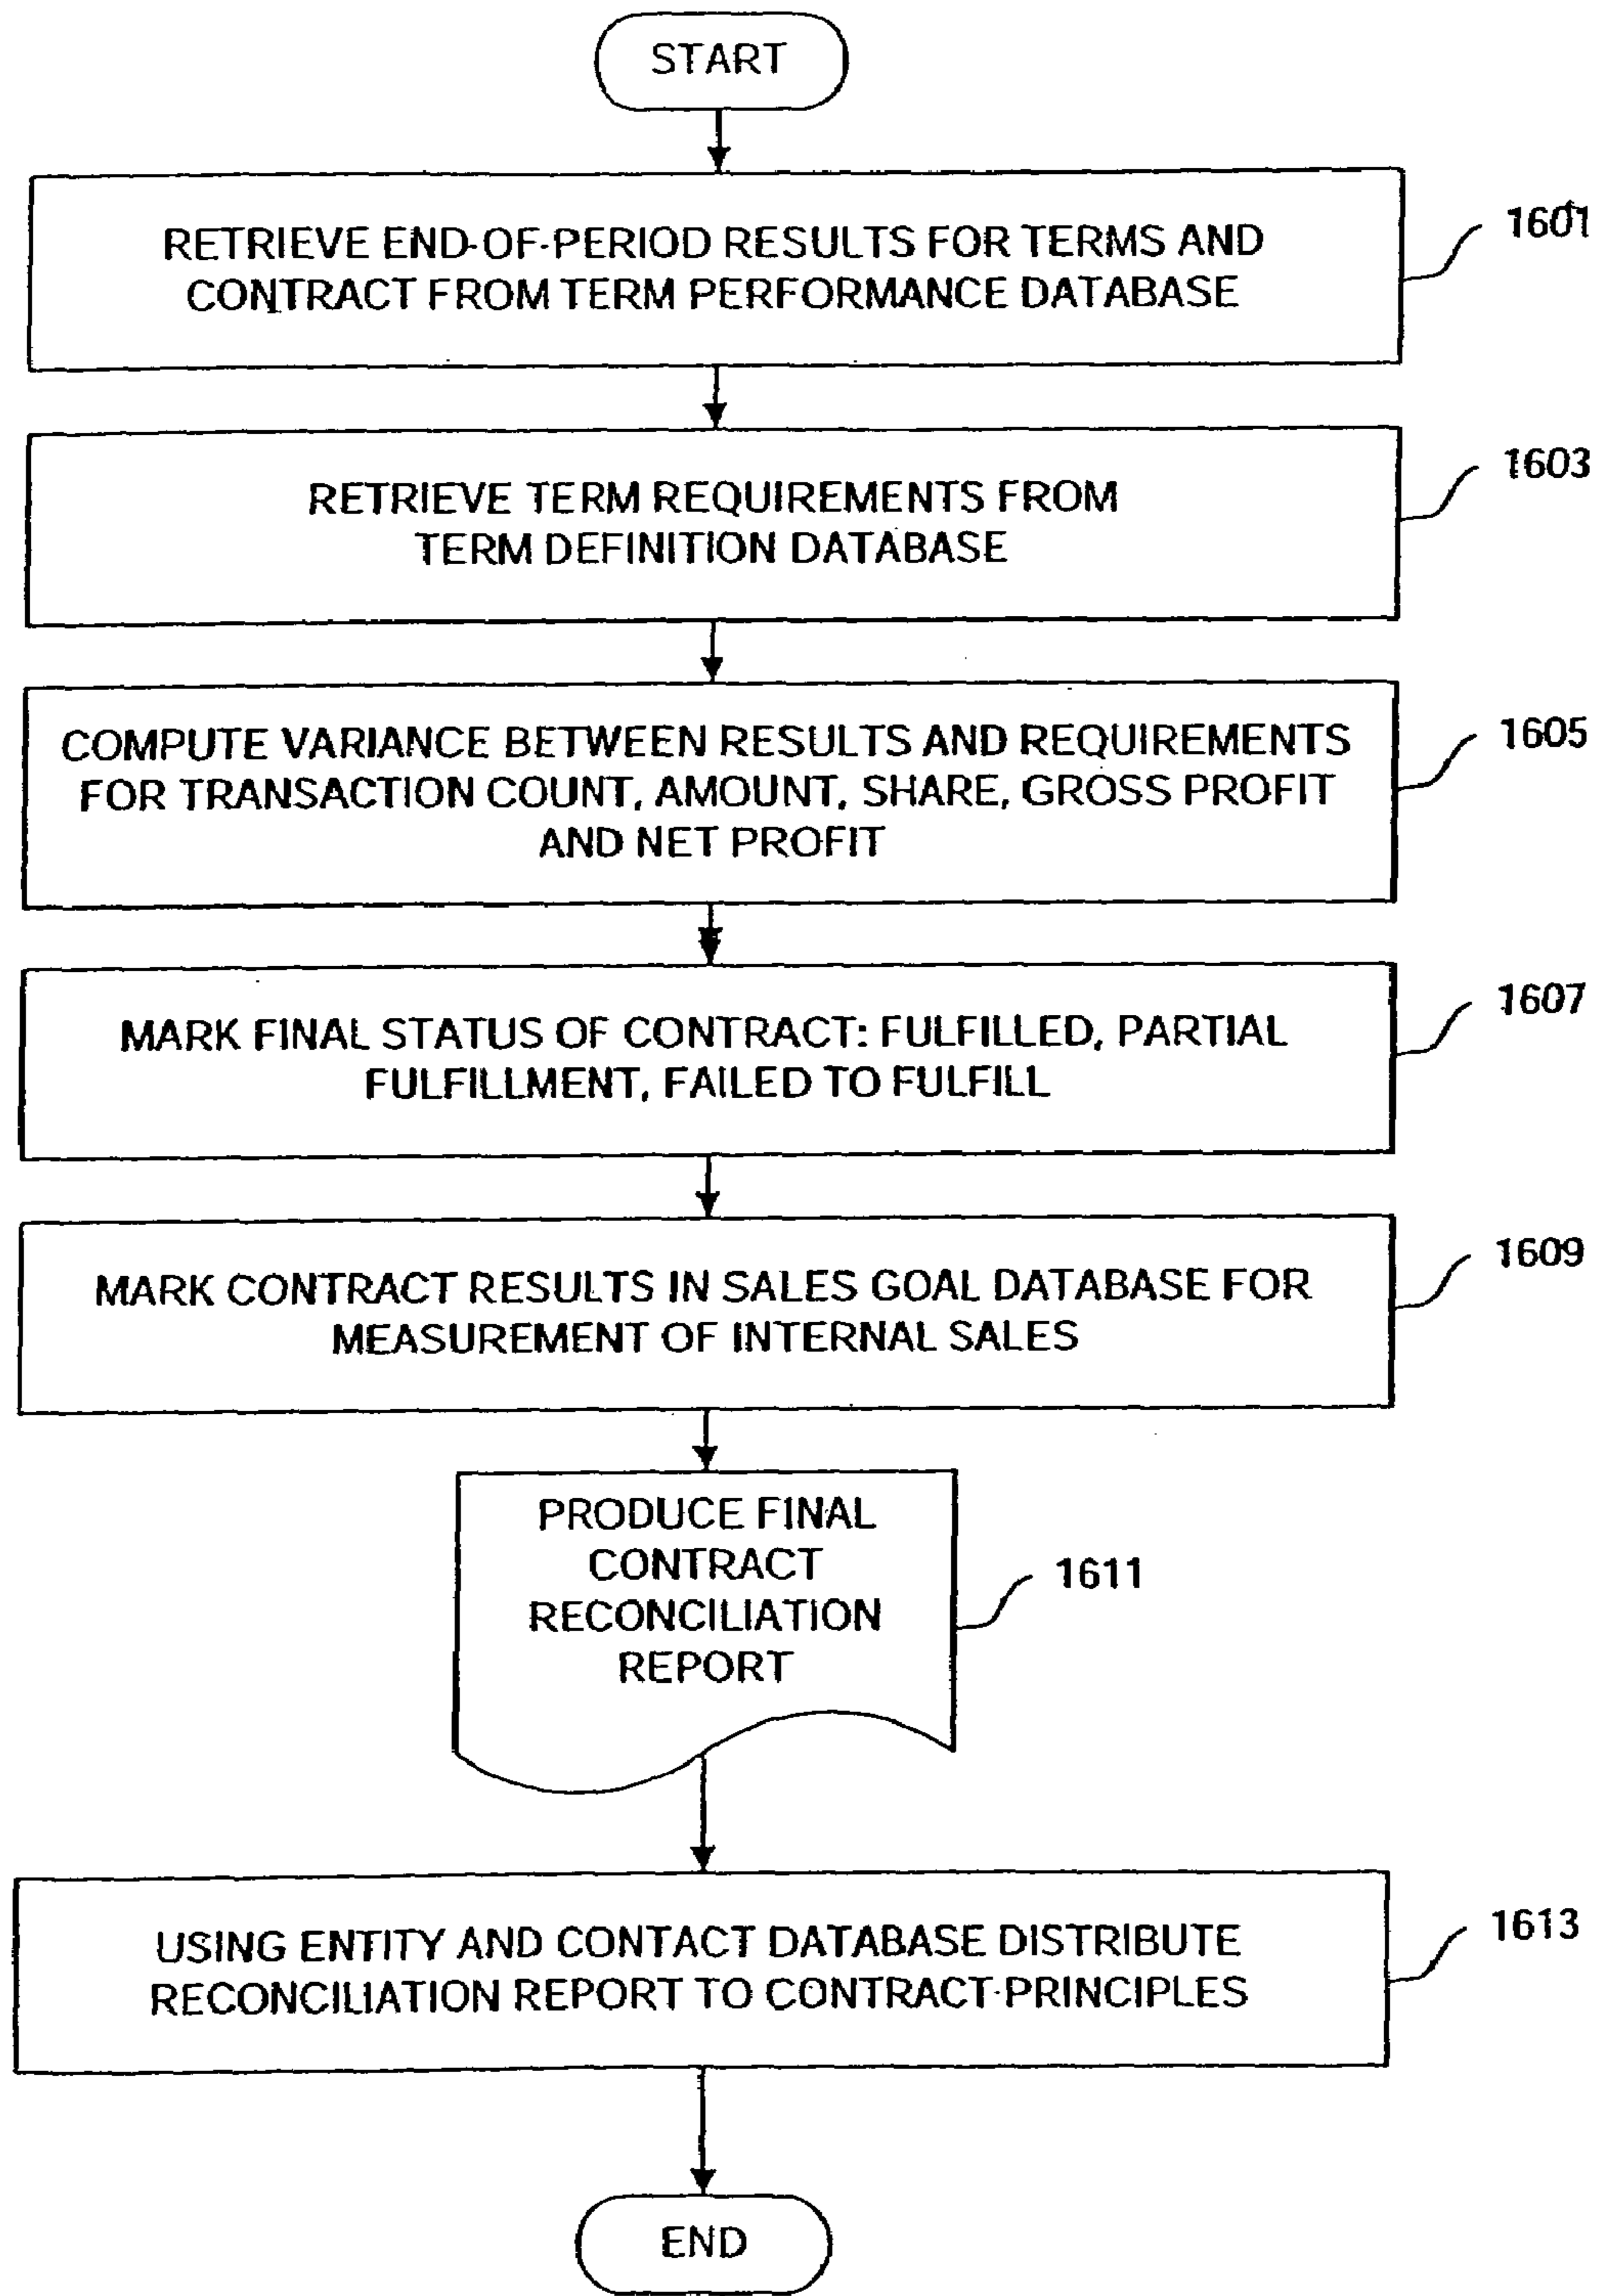 START
RETRIEVE END-OF-PERIOD RESULTS FOR TERMS AND
CONTRACT FROM TERM PERFORMANCE DATABASE
1601
RETRIEVE TERM REQUIREMENTS FROM
TERM DEFINITION DATABASE
1603
COMPUTE VARIANCE BETWEEN RESULTS AND REQUIREMENTS
FOR TRANSACTION COUNT, AMOUNT, SHARE, GROSS PROFIT
AND NET PROFIT
1605
MARK FINAL STATUS OF CONTRACT: FULFILLED, PARTIAL
FULFILLMENT, FAILED TO FULFILL
1607
MARK CONTRACT RESULTS IN SALES GOAL DATABASE FOR
MEASUREMENT OF INTERNAL SALES
1609
PRODUCE FINAL
CONTRACT
RECONCILIATION
REPORT
1611
USING ENTITY AND CONTACT DATABASE DISTRIBUTE
RECONCILIATION REPORT TO CONTRACT PRINCIPLES
1613
END